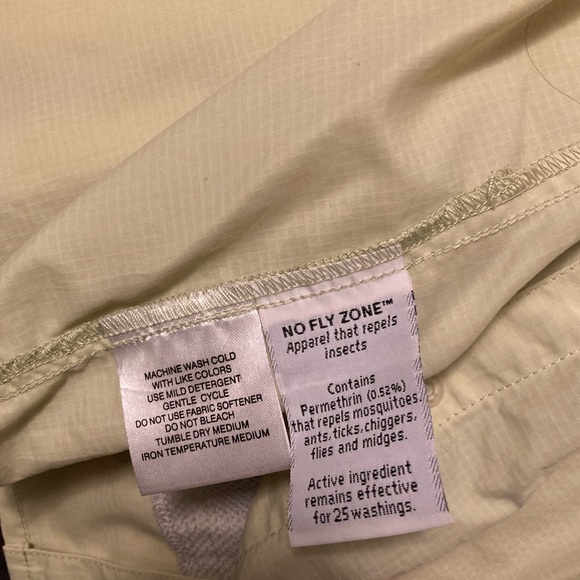 MACHINE WASH COLD
WITH LIKE COLORS
USE MILD DETERGENT
GENTLE CYCLE
DO NOT USE FABRIC SOFTENER
DO NOT BLEACH
TUMBLE DRY MEDIUM
IRON TEMPERATURE MEDIUM
NO FLY ZONE™
Apparel that repels
insects
Contains
Permethrin (0.52%)
that repels mosquitoes,
ants, ticks, chiggers,
flies and midges.
Active ingredient
remains effective
for 25 washings.